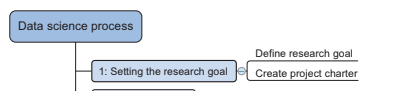 Data science process
Define research goal
1: Setting the research goal
Create project charter